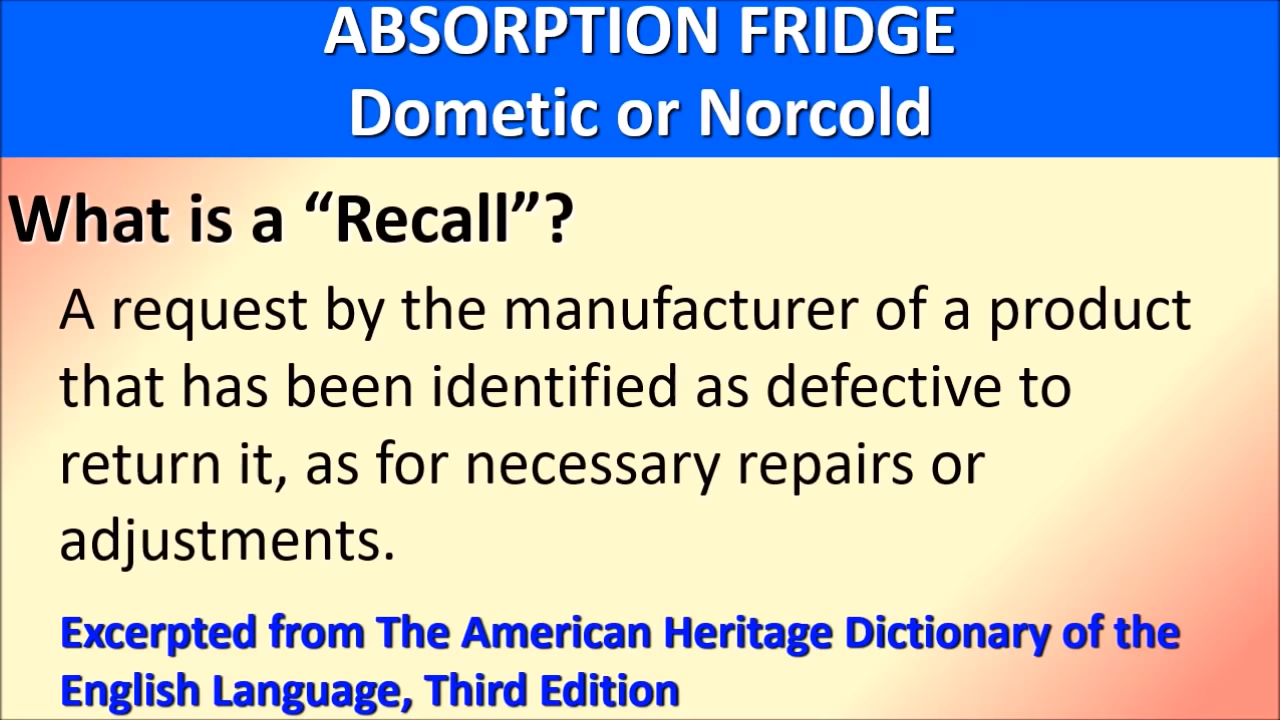 ABSORPTION FRIDGE
Dometic or Norcold
What is a “Recall”?
A request by the manufacturer of a product
that has been identified as defective to
return it, as for necessary repairs or
adjustments.
Excerpted from The American Heritage Dictionary of the
English Language, Third Edition